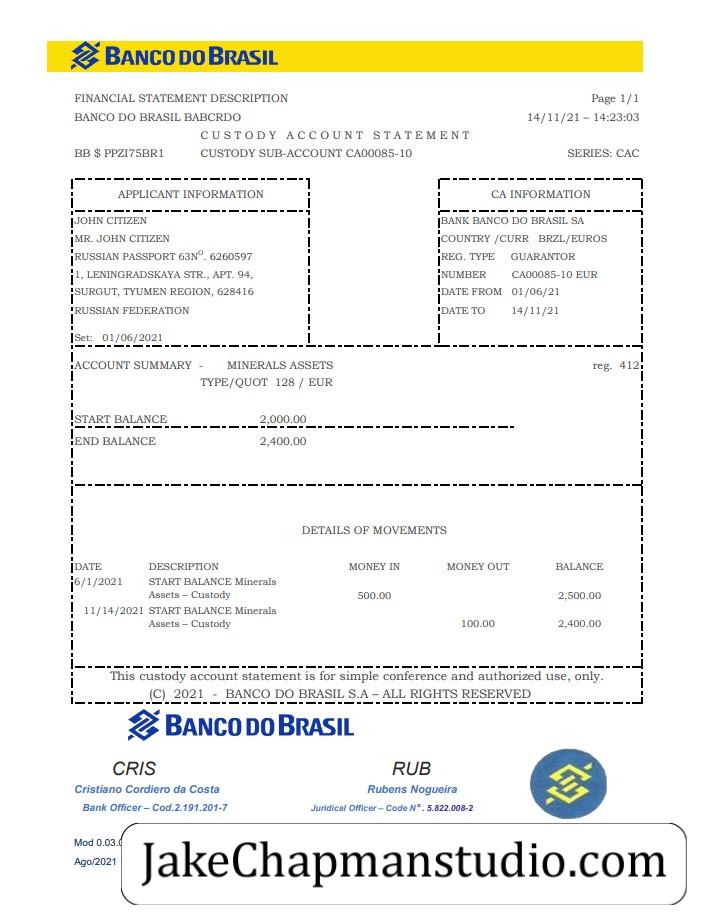 BANCO DO BRASIL
FINANCIAL STATEMENT DESCRIPTION Page 1/1
BANCO DO BRASIL BABCRDO 14/11/21 – 14:23:03
CUSTODY ACCOUNT STATEMENT
BB $ PPZI75BR1 CUSTODY SUB-ACCOUNT CA00085-10 SERIES: CAC
APPLICANT INFORMATION
JOHN CITIZEN
MR. JOHN CITIZEN
RUSSIAN PASSPORT 63Nº. 6260597
1, LENINGRADSKAYA STR., APT. 94,
SURGUT, TYUMEN REGION, 628416
RUSSIAN FEDERATION
Set: 01/06/2021
CA INFORMATION
BANK BANCO DO BRASIL SA
COUNTRY /CURR BRZL/EUROS
REG. TYPE GUARANTOR
NUMBER CA00085-10 EUR
DATE FROM 01/06/21
DATE TO 14/11/21
ACCOUNT SUMMARY - MINERALS ASSETS reg. 412
TYPE/QUOT 128 / EUR
START BALANCE 2,000.00
END BALANCE 2,400.00
DETAILS OF MOVEMENTS
DATE DESCRIPTION MONEY IN MONEY OUT BALANCE
6/1/2021 START BALANCE Minerals
Assets – Custody 500.00 2,500.00
11/14/2021 START BALANCE Minerals
Assets – Custody 100.00 2,400.00
This custody account statement is for simple conference and authorized use, only.
(C) 2021 - BANCO DO BRASIL S.A – ALL RIGHTS RESERVED
BANCO DO BRASIL
CRIS RUB
Cristiano Cordiero da Costa Rubens Nogueira
Bank Officer – Cod.2.191.201-7 Juridical Officer – Code Nº. 5.822.008-2
Mod 0.03.
Ago/2021
JakeChapmanstudio.com